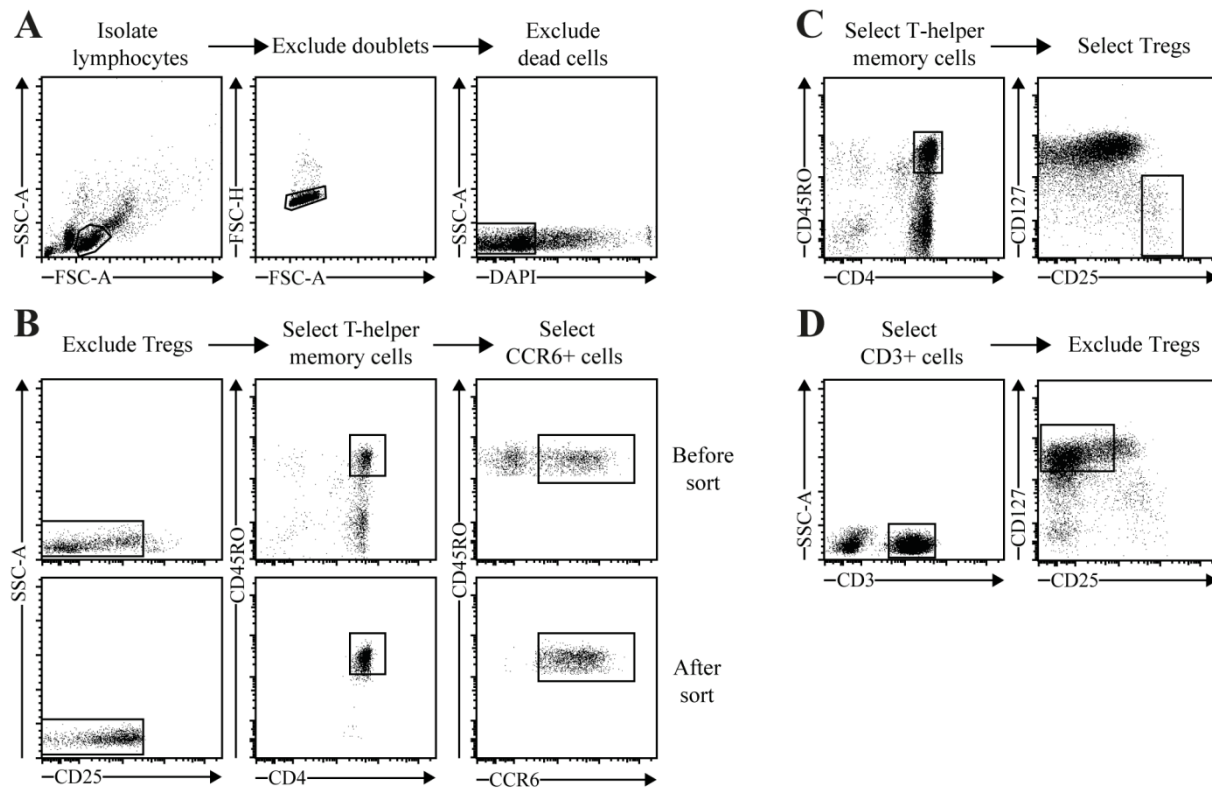 A
Isolate
lymphocytes
Exclude doublets
Exclude
dead cells
SSC-A
FSC-A
FSC-H
FSC-A
SSC-A
DAPI
B
Exclude Tregs
Select T-helper
memory cells
Select
CCR6+ cells
SSC-A
CD45RO
CD45RO
Before
sort
After
sort
CD25
CD4
CCR6
C
Select T-helper
memory cells
Select Tregs
CD45RO
CD4
CD127
CD25
D
Select
CD3+ cells
Exclude Tregs
SSC-A
CD3
CD127
CD25